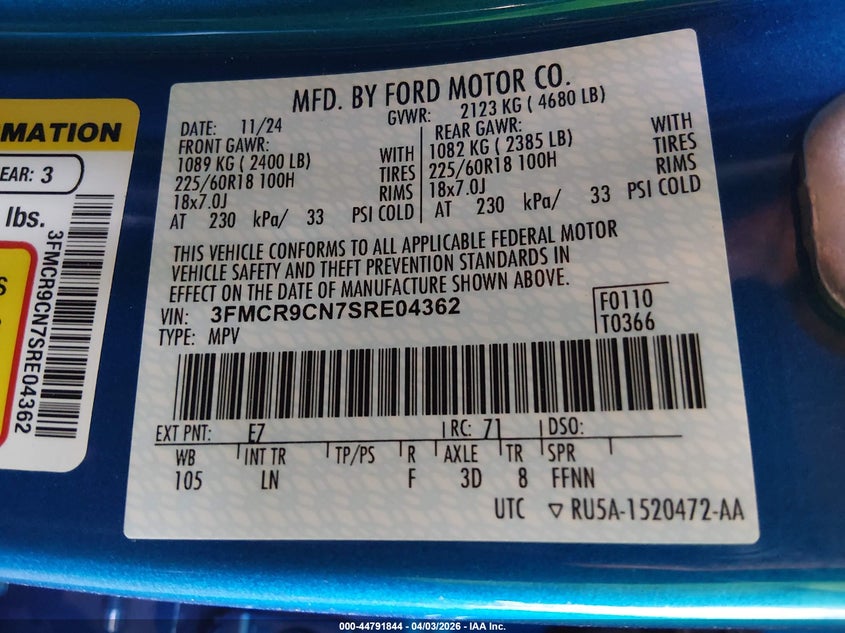 MFD. BY FORD MOTOR CO.
DATE: 11/24
GVWR: 2123 KG ( 4680 LB)
FRONT GAWR:
1089 KG ( 2400 LB) WITH
225/60R18 100H TIRES
18x7.0J RIMS
AT 230 kPa/ 33 PSI COLD
REAR GAWR: WITH
1082 KG ( 2385 LB) TIRES
225/60R18 100H RIMS
18x7.0J
AT 230 kPa/ 33 PSI COLD
THIS VEHICLE CONFORMS TO ALL APPLICABLE FEDERAL MOTOR
VEHICLE SAFETY AND THEFT PREVENTION STANDARDS IN
EFFECT ON THE DATE OF MANUFACTURE SHOWN ABOVE.
VIN: 3FMCR9CN7SRE04362
TYPE: MPV
F0110
T0366
EXT PNT: E7 RC: 71 DSO:
WB INT TR TP/PS R AXLE TR SPR
105 LN F 3D 8 FFNN
UTC ▽ RU5A-1520472-AA
MATION
EAR: 3
lbs.
3FMCR9CN7SRE04362
S
000-44791844 - 04/03/2026 - IAA Inc.